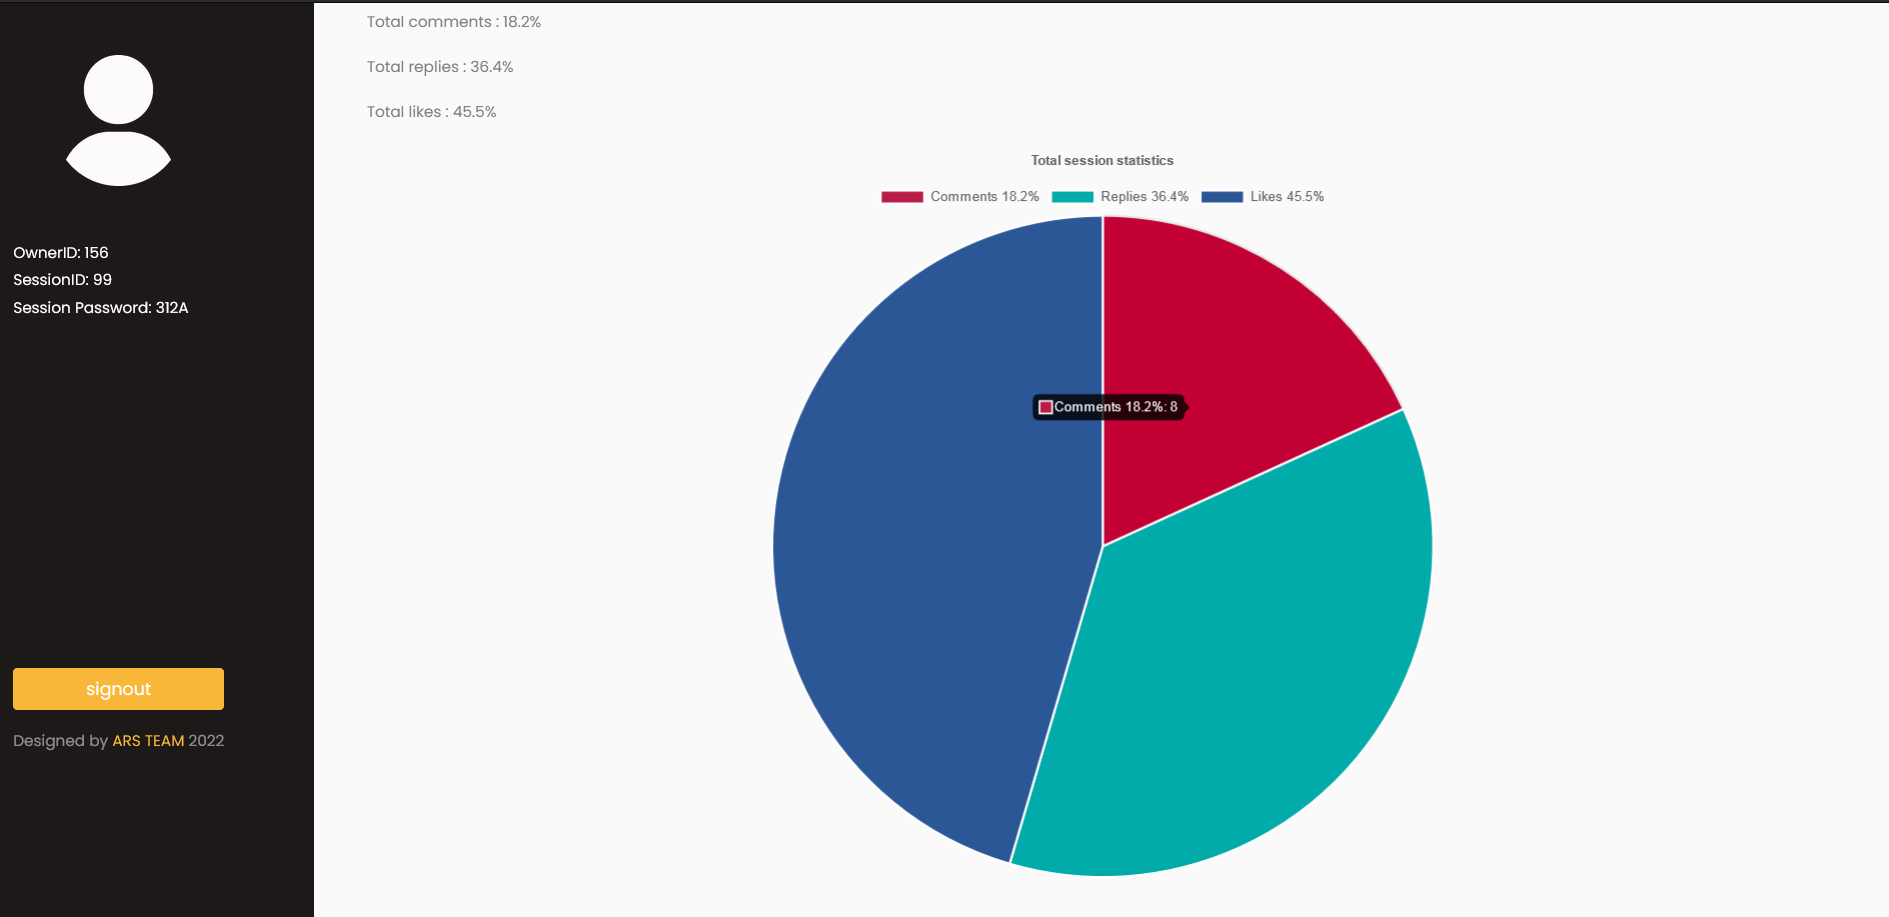 OwnerID: 156
SessionID: 99
Session Password: 312A
signout
Designed by ARS TEAM 2022
Total comments : 18.2%
Total replies : 36.4%
Total likes : 45.5%
Total session statistics
Comments 18.2% Replies 36.4% Likes 45.5%
Comments 18.2%: 8